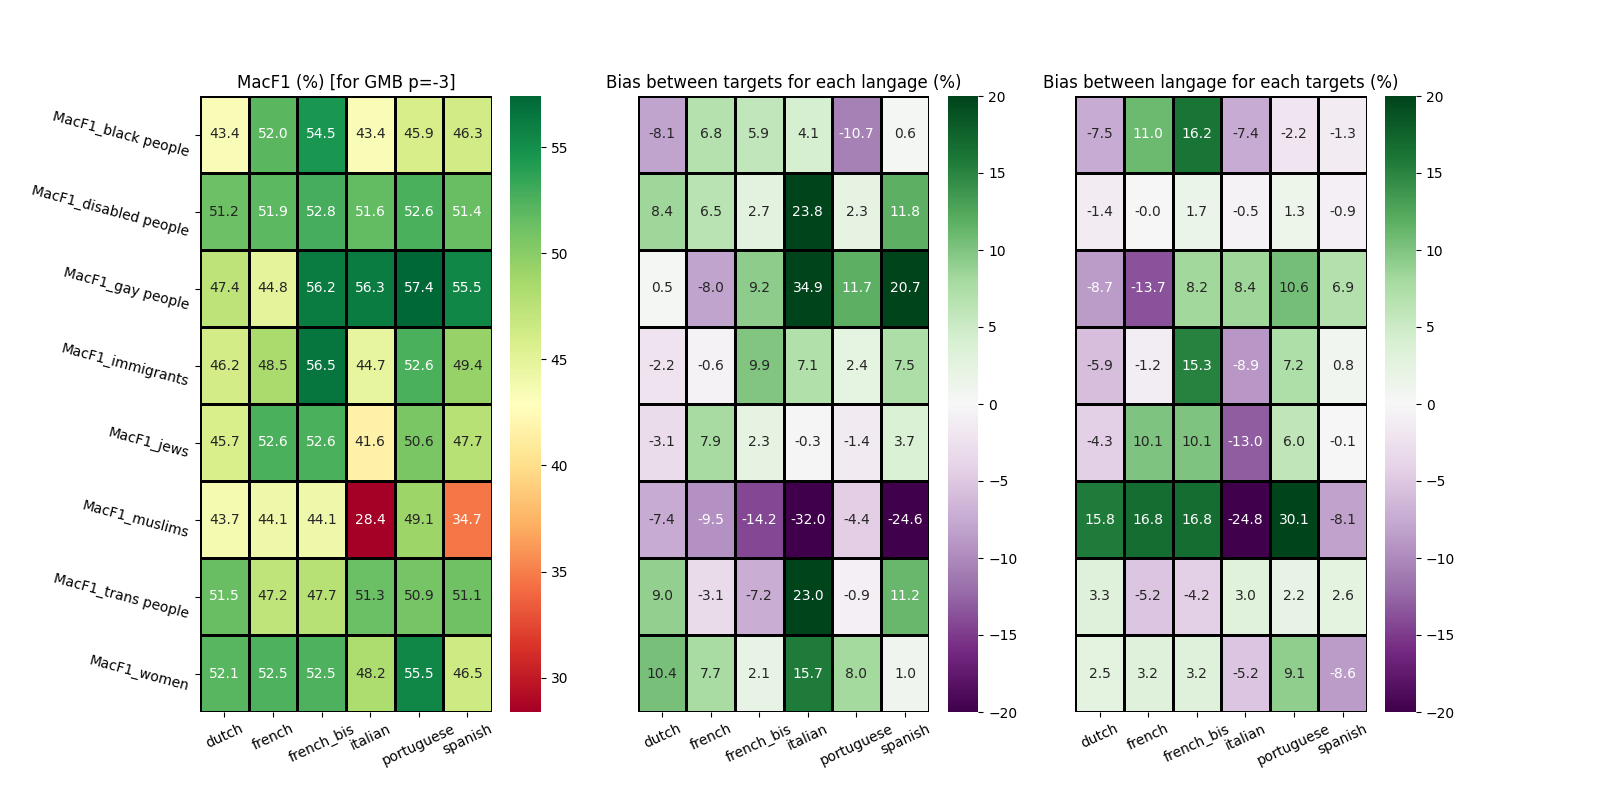 MacF1 (%) [for GMB p=-3]
Bias between targets for each langage (%)
Bias between langage for each targets (%)
MacF1_black people 43.4 52.0 54.5 43.4 45.9 46.3 -8.1 6.8 5.9 4.1 -10.7 0.6 -7.5 11.0 16.2 -7.4 -2.2 -1.3
MacF1_disabled people 51.2 51.9 52.8 51.6 52.6 51.4 8.4 6.5 2.7 23.8 2.3 11.8 -1.4 -0.0 1.7 -0.5 1.3 -0.9
MacF1_gay people 47.4 44.8 56.2 56.3 57.4 55.5 0.5 -8.0 9.2 34.9 11.7 20.7 -8.7 -13.7 8.2 8.4 10.6 6.9
MacF1_immigrants 46.2 48.5 56.5 44.7 52.6 49.4 -2.2 -0.6 9.9 7.1 2.4 7.5 -5.9 -1.2 15.3 -8.9 7.2 0.8
MacF1_jews 45.7 52.6 52.6 41.6 50.6 47.7 -3.1 7.9 2.3 -0.3 -1.4 3.7 -4.3 10.1 10.1 -13.0 6.0 -0.1
MacF1_muslims 43.7 44.1 44.1 28.4 49.1 34.7 -7.4 -9.5 -14.2 -32.0 -4.4 -24.6 15.8 16.8 16.8 -24.8 30.1 -8.1
MacF1_trans people 51.5 47.2 47.7 51.3 50.9 51.1 9.0 -3.1 -7.2 23.0 -0.9 11.2 3.3 -5.2 -4.2 3.0 2.2 2.6
MacF1_women 52.1 52.5 52.5 48.2 55.5 46.5 10.4 7.7 2.1 15.7 8.0 1.0 2.5 3.2 3.2 -5.2 9.1 -8.6
dutch french french_bis italian portuguese spanish
dutch french french_bis italian portuguese spanish
dutch french french_bis italian portuguese spanish
55
50
45
40
35
30
20
15
10
5
0
−5
−10
−15
−20
20
15
10
5
0
−5
−10
−15
−20